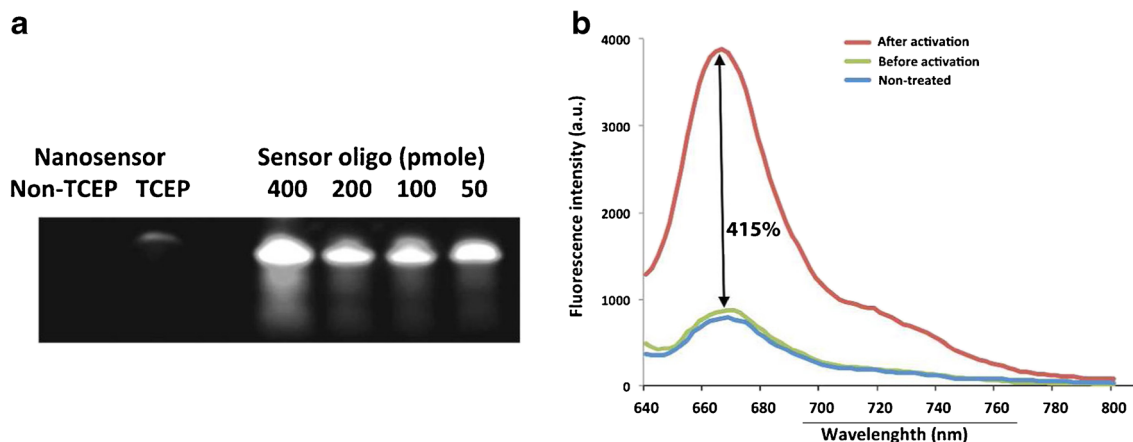 a
Nanosensor
Non-TCEP TCEP
Sensor oligo (pmole)
400 200 100 50
b
Fluorescence intensity (a.u.)
4000
3000
2000
1000
0
After activation
Before activation
Non-treated
415%
640 660 680 700 720 740 760 780 800
Wavelenghth (nm)